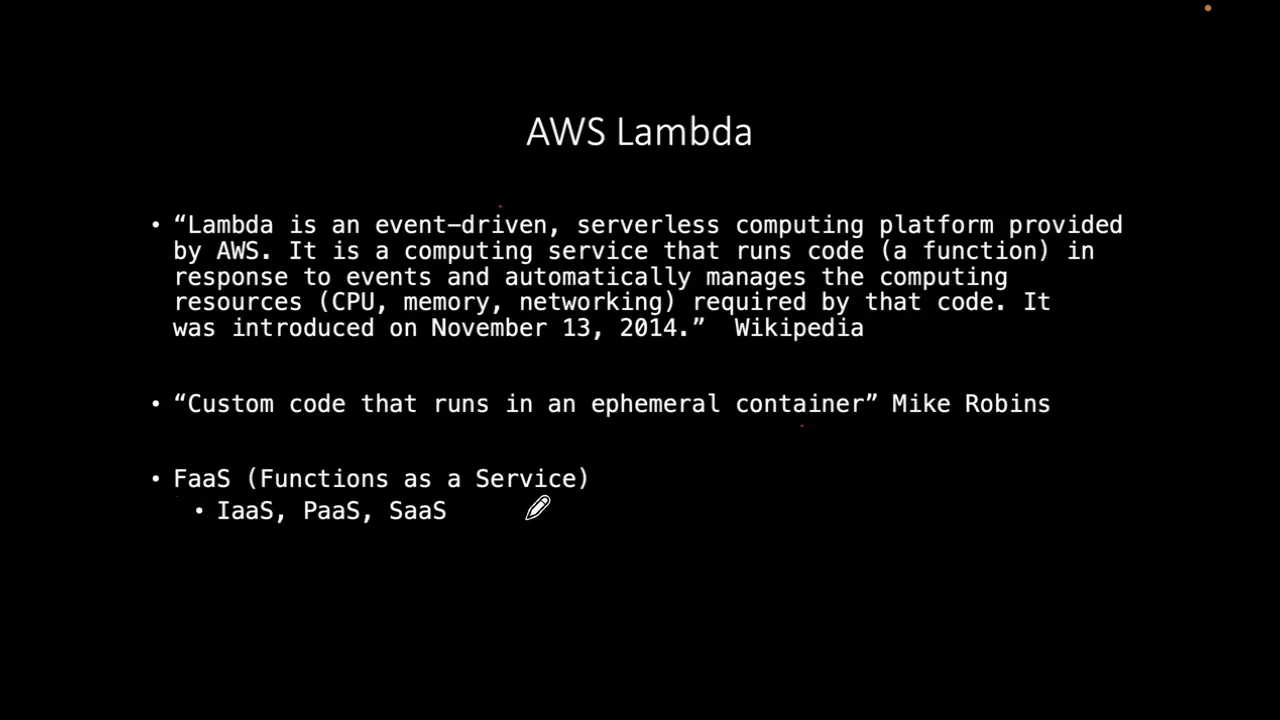 AWS Lambda
• “Lambda is an event–driven, serverless computing platform provided
by AWS. It is a computing service that runs code (a function) in
response to events and automatically manages the computing
resources (CPU, memory, networking) required by that code. It
was introduced on November 13, 2014.”  Wikipedia
• “Custom code that runs in an ephemeral container” Mike Robins
• FaaS (Functions as a Service)
• IaaS, PaaS, SaaS